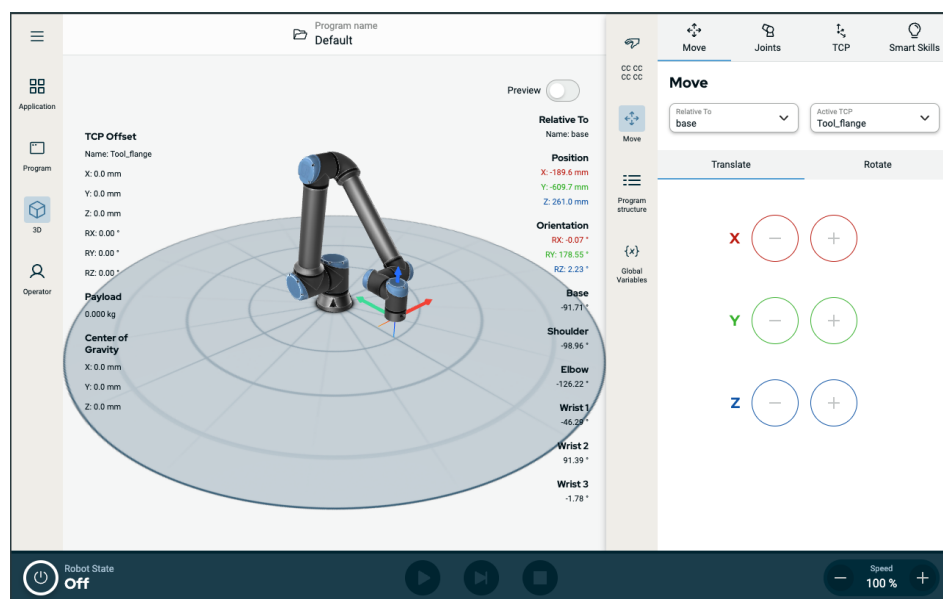 Program name
Default
Application
Program
3D
Operator
Preview
TCP Offset
Name: Tool_flange
X: 0.0 mm
Y: 0.0 mm
Z: 0.0 mm
RX: 0.00 °
RY: 0.00 °
RZ: 0.00 °
Payload
0.000 kg
Center of
Gravity
X: 0.0 mm
Y: 0.0 mm
Z: 0.0 mm
Relative To
Name: base
Position
X: -189.6 mm
Y: -609.7 mm
Z: 261.0 mm
Orientation
RX: -0.07 °
RY: 178.55 °
RZ: 2.23 °
Base
-91.71 °
Shoulder
-98.96 °
Elbow
-126.22 °
Wrist 1
-46.29 °
Wrist 2
91.39 °
Wrist 3
-1.78 °
CC CC
CC CC
Move
Program
structure
{x}
Global
Variables
Move
Joints
TCP
Smart Skills
Move
Relative To
base
Active TCP
Tool_flange
Translate
Rotate
X − +
Y − +
Z − +
Robot State
Off
Speed
− 100 % +